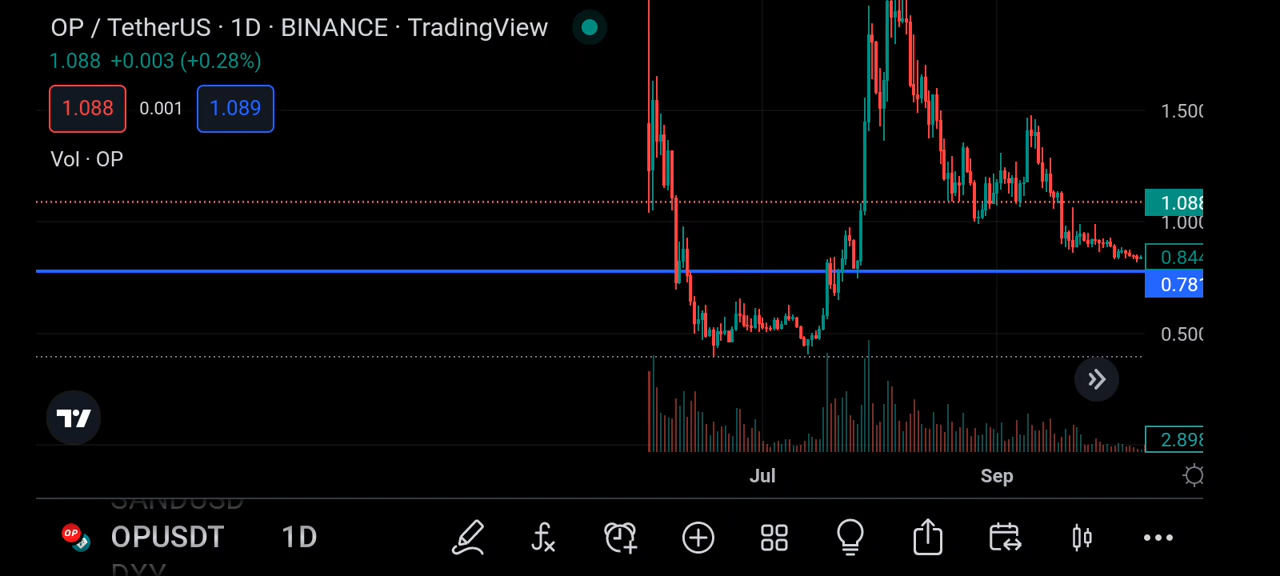 OP / TetherUS · 1D · BINANCE · TradingView
1.088 +0.003 (+0.28%)
1.088 0.001 1.089
Vol · OP
1.500
1.088
1.000
0.844
0.781
0.500
2.898
Jul Sep
SANDUSD
OP OPUSDT 1D
DXY